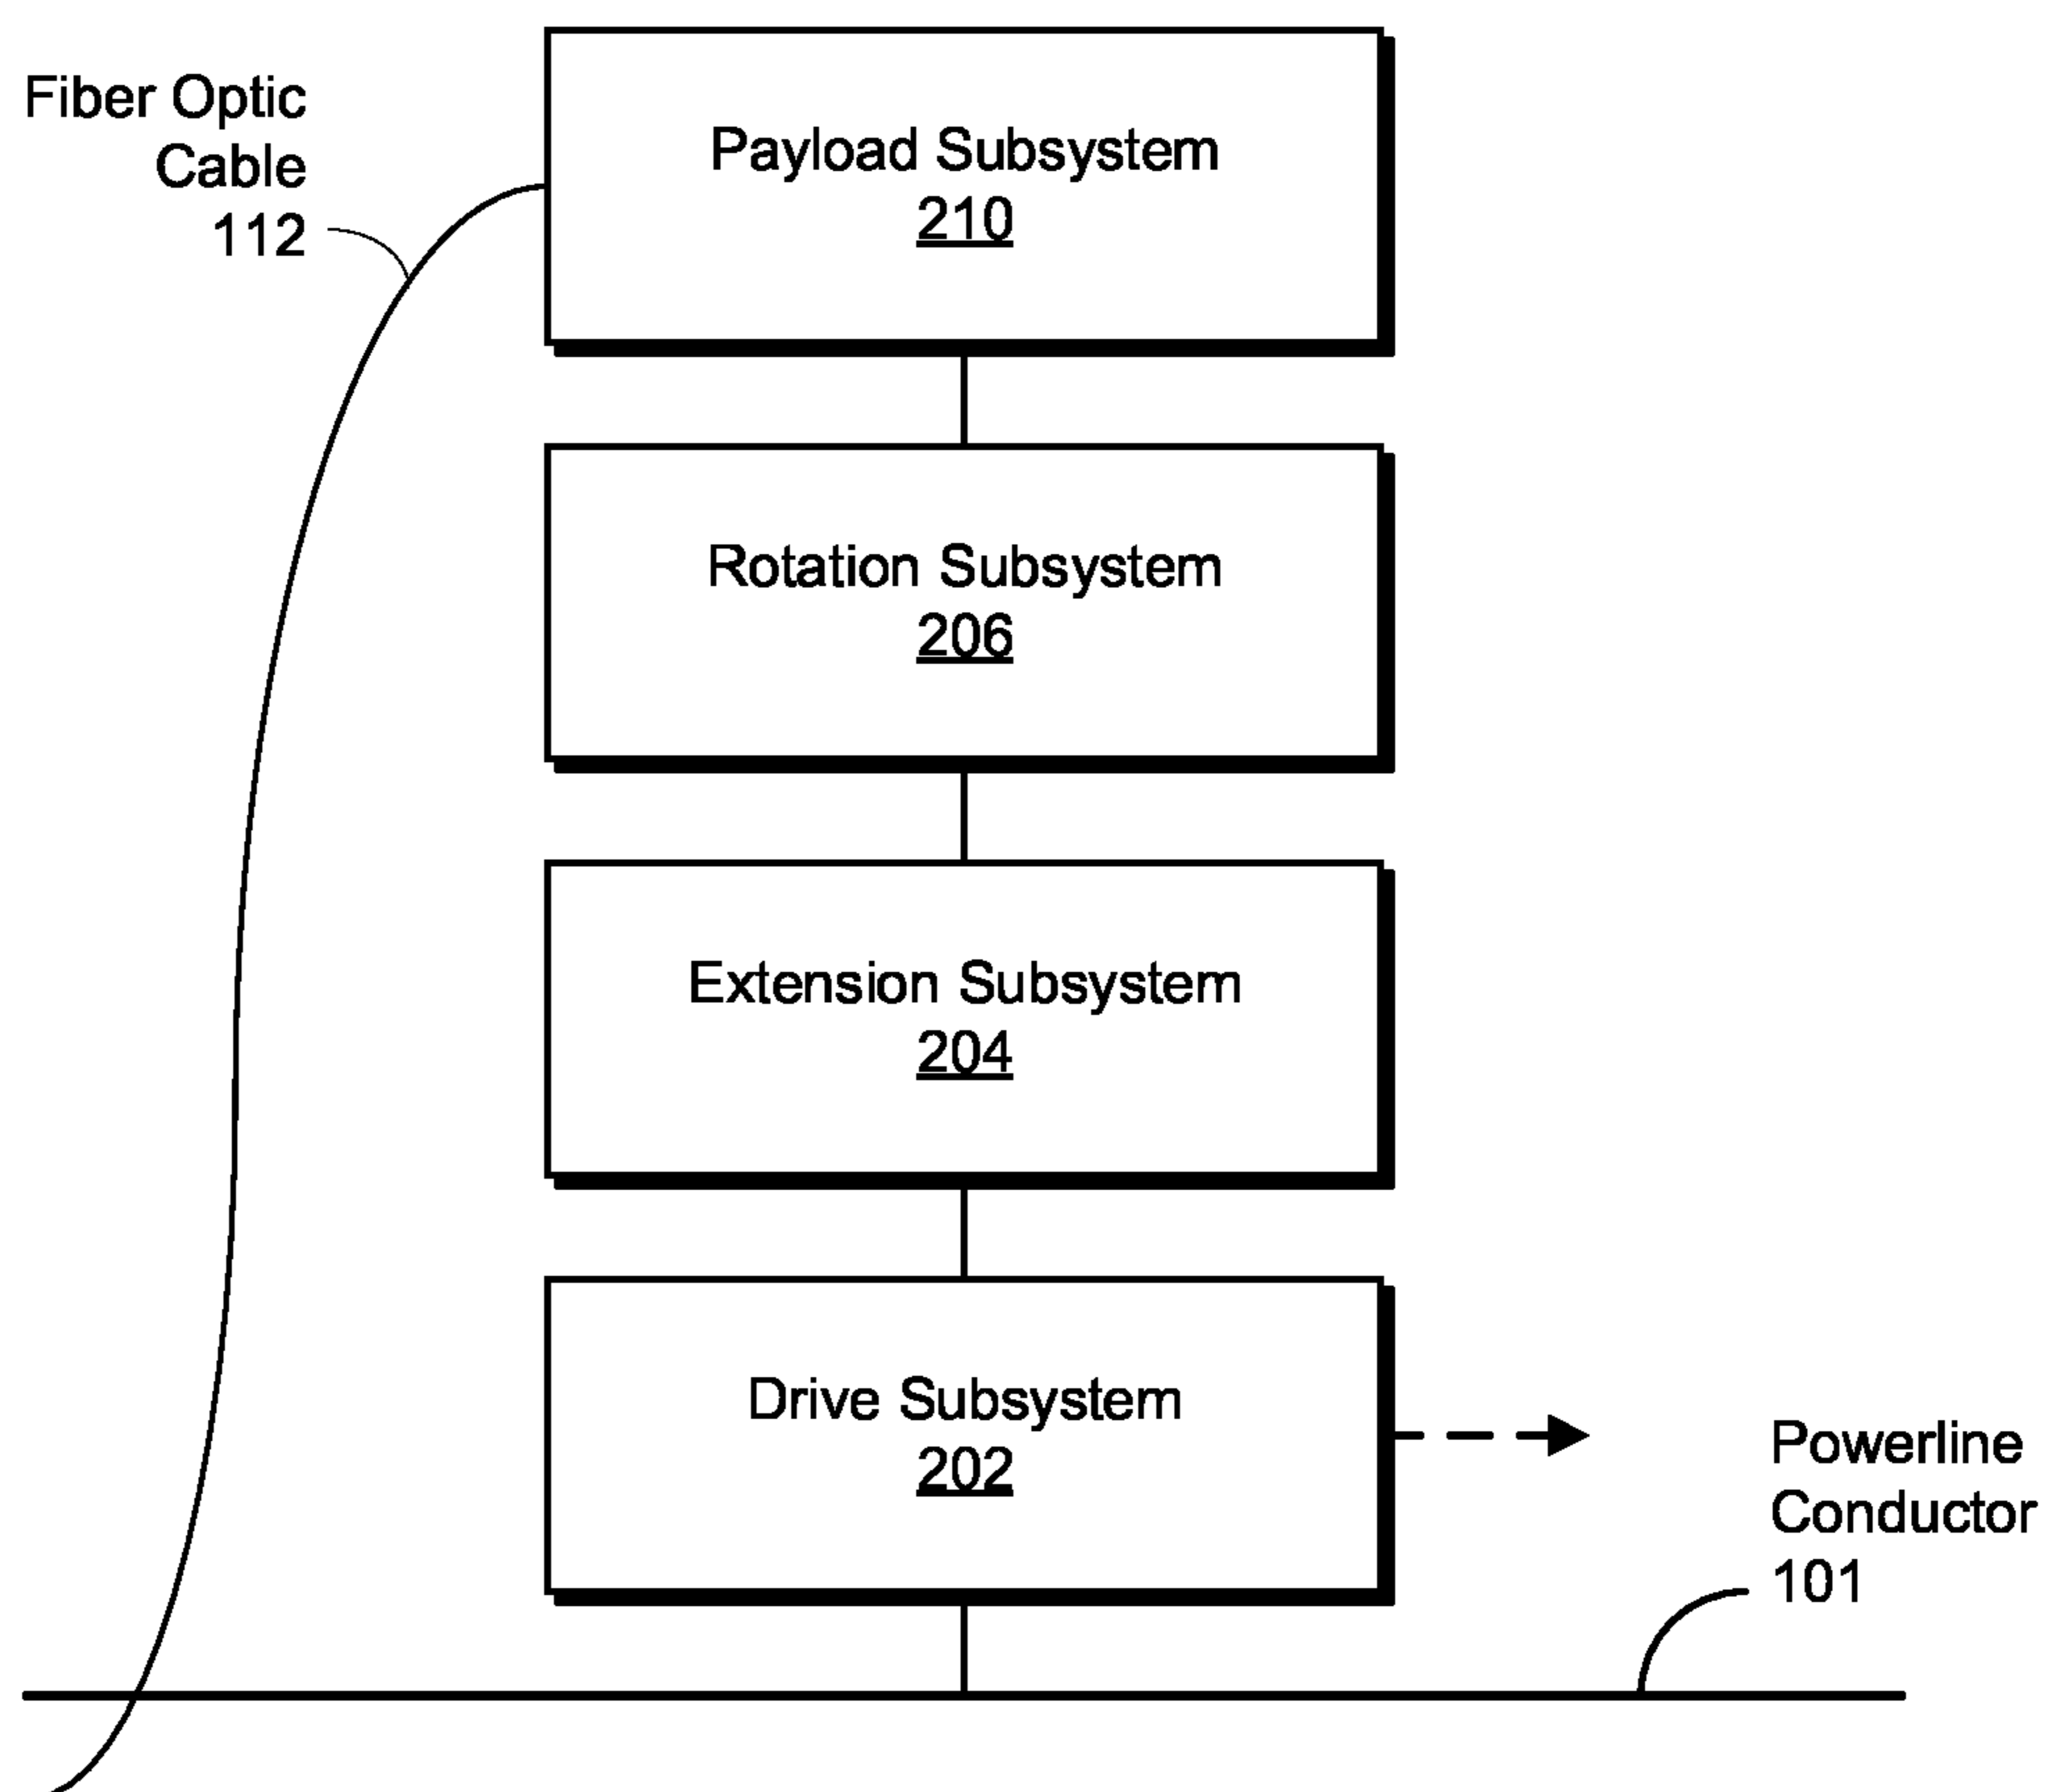 Fiber Optic
Cable
112
Payload Subsystem
210
Rotation Subsystem
206
Extension Subsystem
204
Drive Subsystem
202
Powerline
Conductor
101